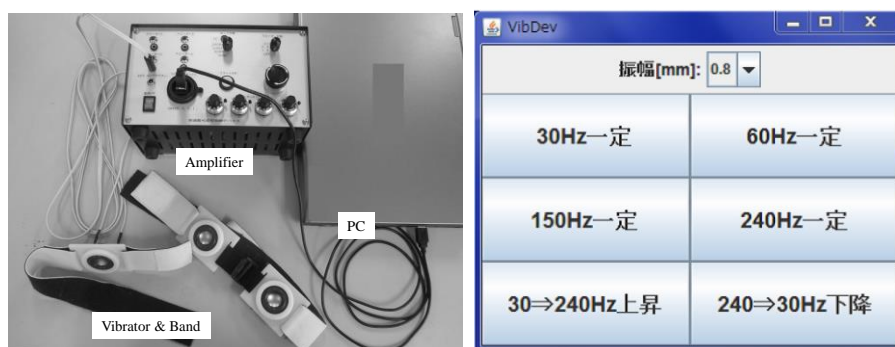 Amplifier
PC
Vibrator & Band
VibDev
振幅[mm]: 0.8
30Hz一定 60Hz一定
150Hz一定 240Hz一定
30⇒240Hz上昇 240⇒30Hz下降